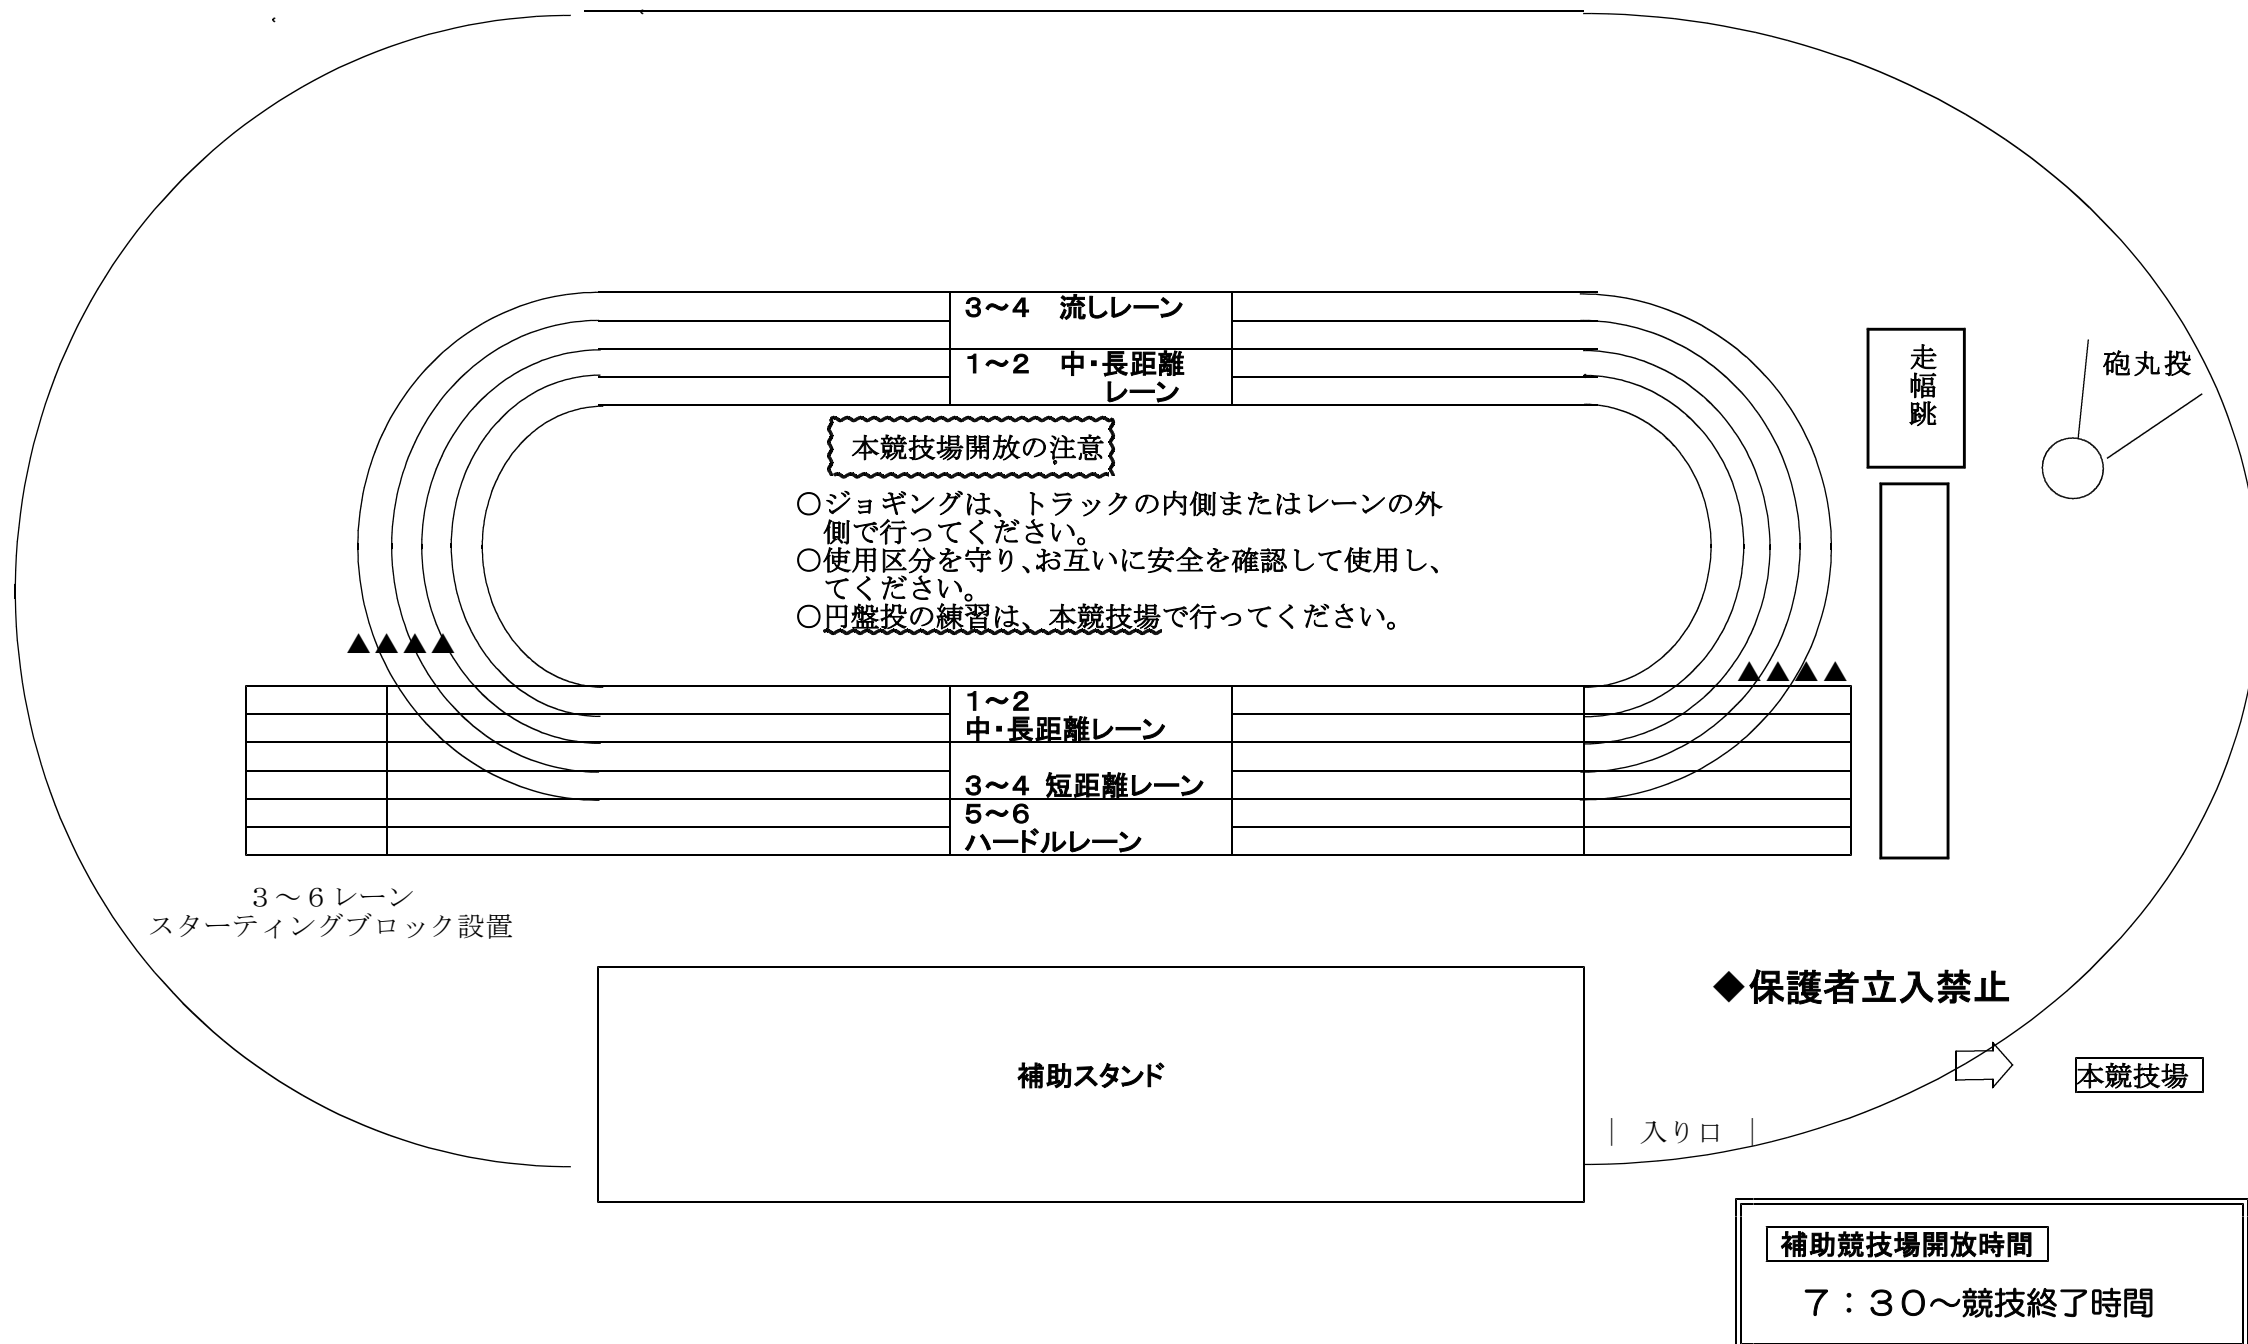 3～4　流しレーン
1～2　中・長距離
レーン
走幅跳
砲丸投
本競技場開放の注意
○ジョギングは、トラックの内側またはレーンの外
側で行ってください。
○使用区分を守り、お互いに安全を確認して使用し、
てください。
○円盤投の練習は、本競技場で行ってください。
▲▲▲▲
▲▲▲▲
1～2
中・長距離レーン
3～4 短距離レーン
5～6
ハードルレーン
３～６レーン
スターティングブロック設置
◆保護者立入禁止
補助スタンド
本競技場
｜ 入り口 ｜
補助競技場開放時間
７：３０～競技終了時間